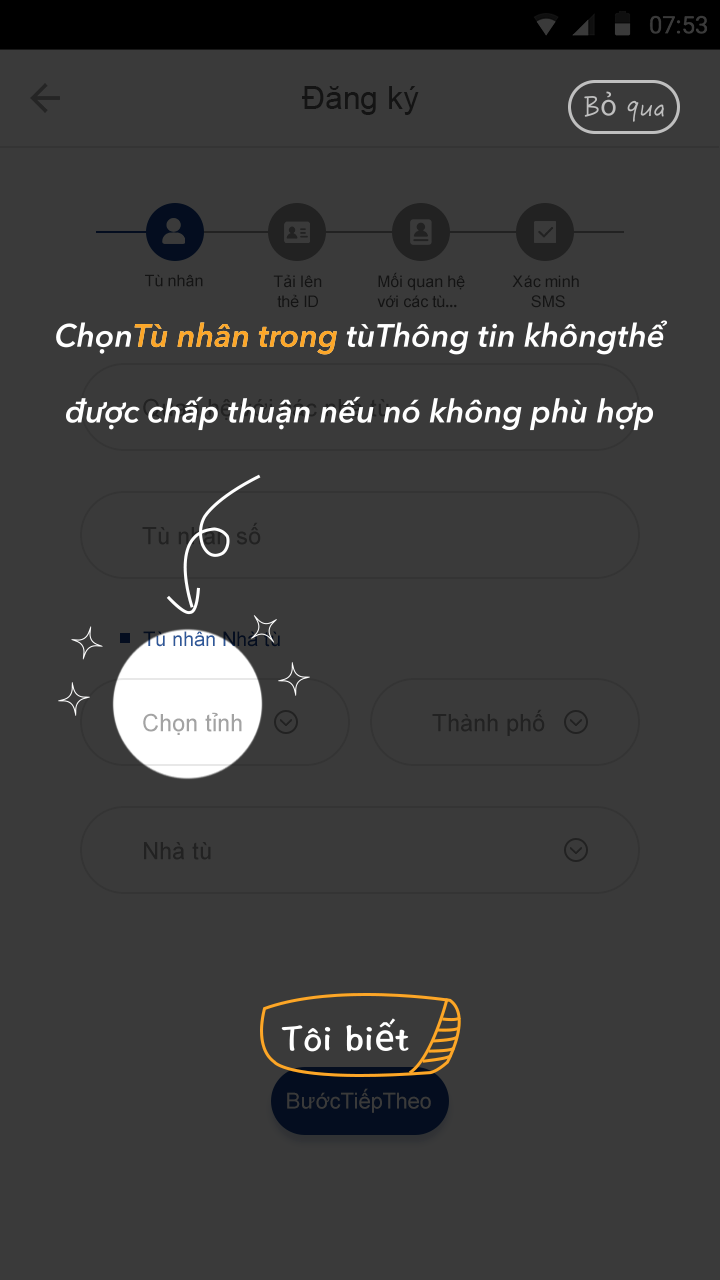 07:53
Đăng ký
Bỏ qua
Tù nhân
Tải lên
thẻ ID
Mối quan hệ
với các tù...
Xác minh
SMS
ChọnTù nhân trong tùThông tin khôngthể
được chấp thuận nếu nó không phù hợp
Tù nhân số
Tù nhân Nhà tù
Chọn tỉnh
Thành phố
Nhà tù
Tôi biết
BướcTiếpTheo